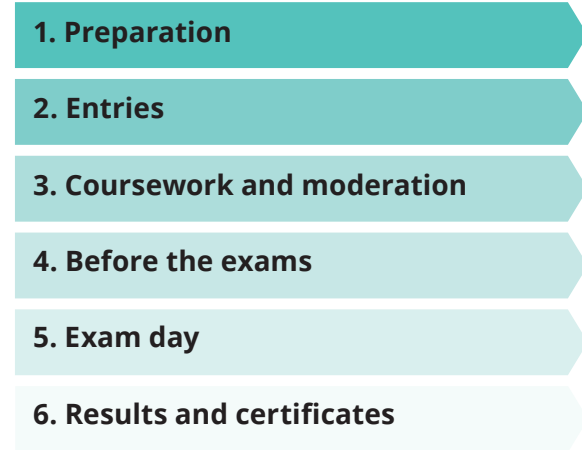 1. Preparation
2. Entries
3. Coursework and moderation
4. Before the exams
5. Exam day
6. Results and certificates